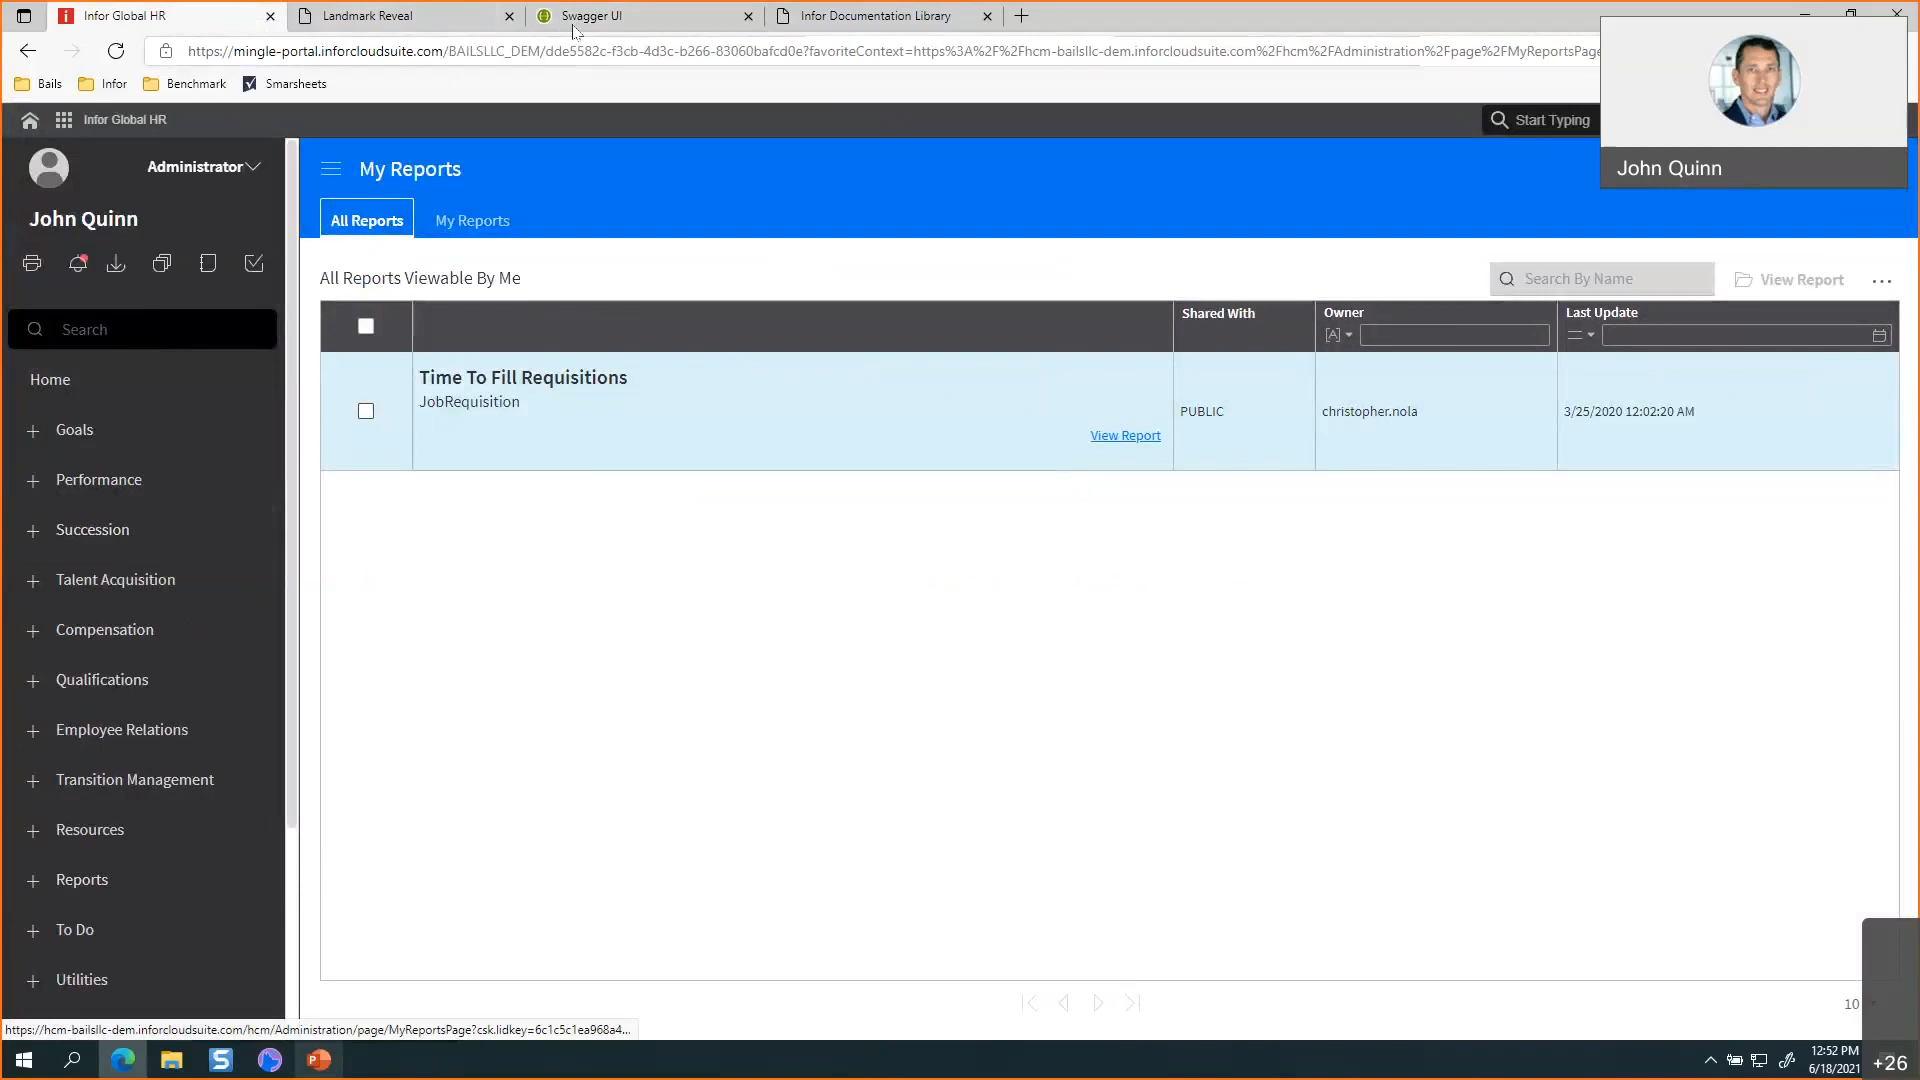 Infor Global HR
Landmark Reveal
Swagger UI
Infor Documentation Library
https://mingle-portal.inforcloudsuite.com/BAILSLLC_DEM/dde5582c-f3cb-4d3c-b266-83060bafcd0e?favoriteContext=https%3A%2F%2Fhcm-bailsllc-dem.inforcloudsuite.com%2Fhcm%2FAdministration%2Fpage%2FMyReportsPage
Bails
Infor
Benchmark
Smarsheets
Infor Global HR
Start Typing
John Quinn
Administrator
John Quinn
Search
Home
Goals
Performance
Succession
Talent Acquisition
Compensation
Qualifications
Employee Relations
Transition Management
Resources
Reports
To Do
Utilities
My Reports
All Reports
My Reports
All Reports Viewable By Me
Search By Name
View Report
Shared With
Owner
Last Update
[A]
Time To Fill Requisitions
JobRequisition
View Report
PUBLIC
christopher.nola
3/25/2020 12:02:20 AM
10
https://hcm-bailsllc-dem.inforcloudsuite.com/hcm/Administration/page/MyReportsPage?csk.lidkey=6c1c5c1ea968a4...
12:52 PM
6/18/2021
+26